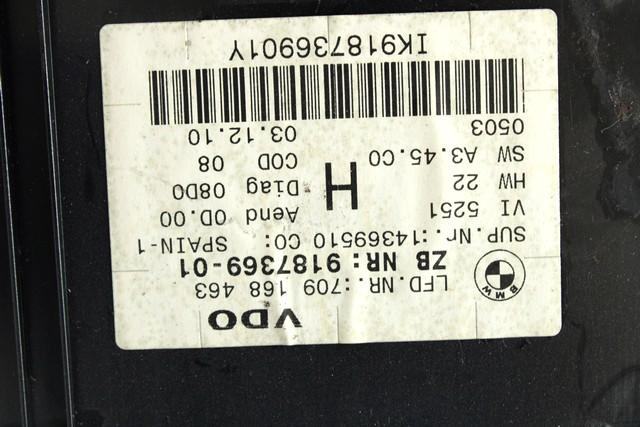 VDO
LFD.NR.:709 168 463
BMW
ZB NR: 9187369-01
SUP.Nr.:14369510 CO: SPAIN-1
VI 5251 Aend 0D.00
HW 22 H Diag 08D0
SW A3.45.C0 COD 08
0503 03.12.10
IK918736901Y